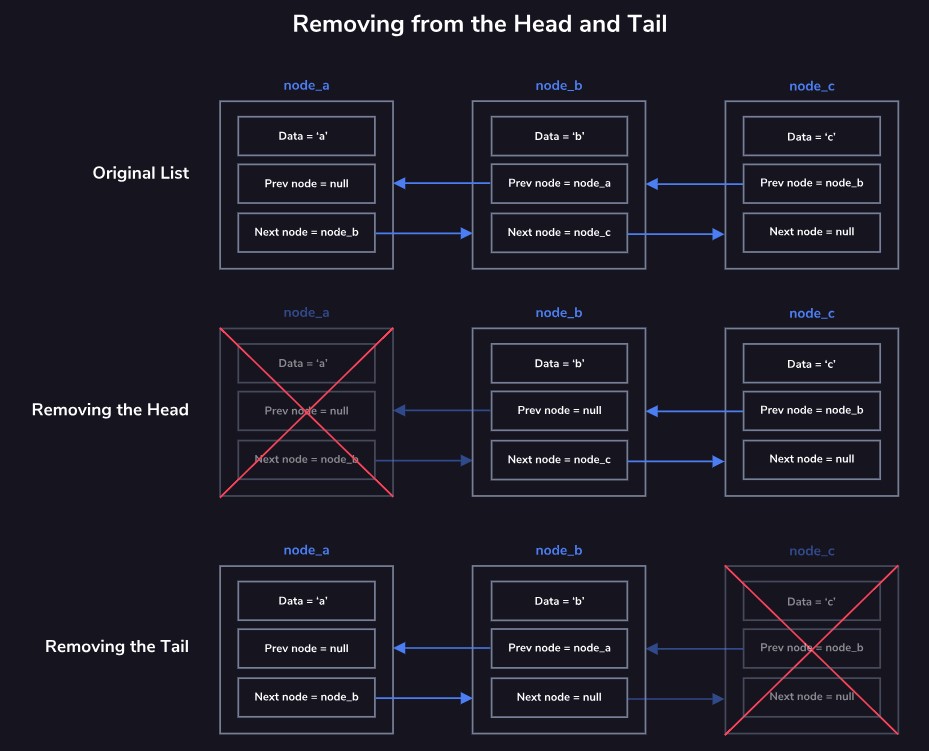 Removing from the Head and Tail
node_a
node_b
node_c
Original List
Data = ‘a’
Data = ‘b’
Data = ‘c’
Prev node = null
Prev node = node_a
Prev node = node_b
Next node = node_b
Next node = node_c
Next node = null
node_a
node_b
node_c
Removing the Head
Data = ‘a’
Data = ‘b’
Data = ‘c’
Prev node = null
Prev node = null
Prev node = node_b
Next node = node_b
Next node = node_c
Next node = null
node_a
node_b
node_c
Removing the Tail
Data = ‘a’
Data = ‘b’
Data = ‘c’
Prev node = null
Prev node = node_a
Prev node = node_b
Next node = node_b
Next node = null
Next node = null